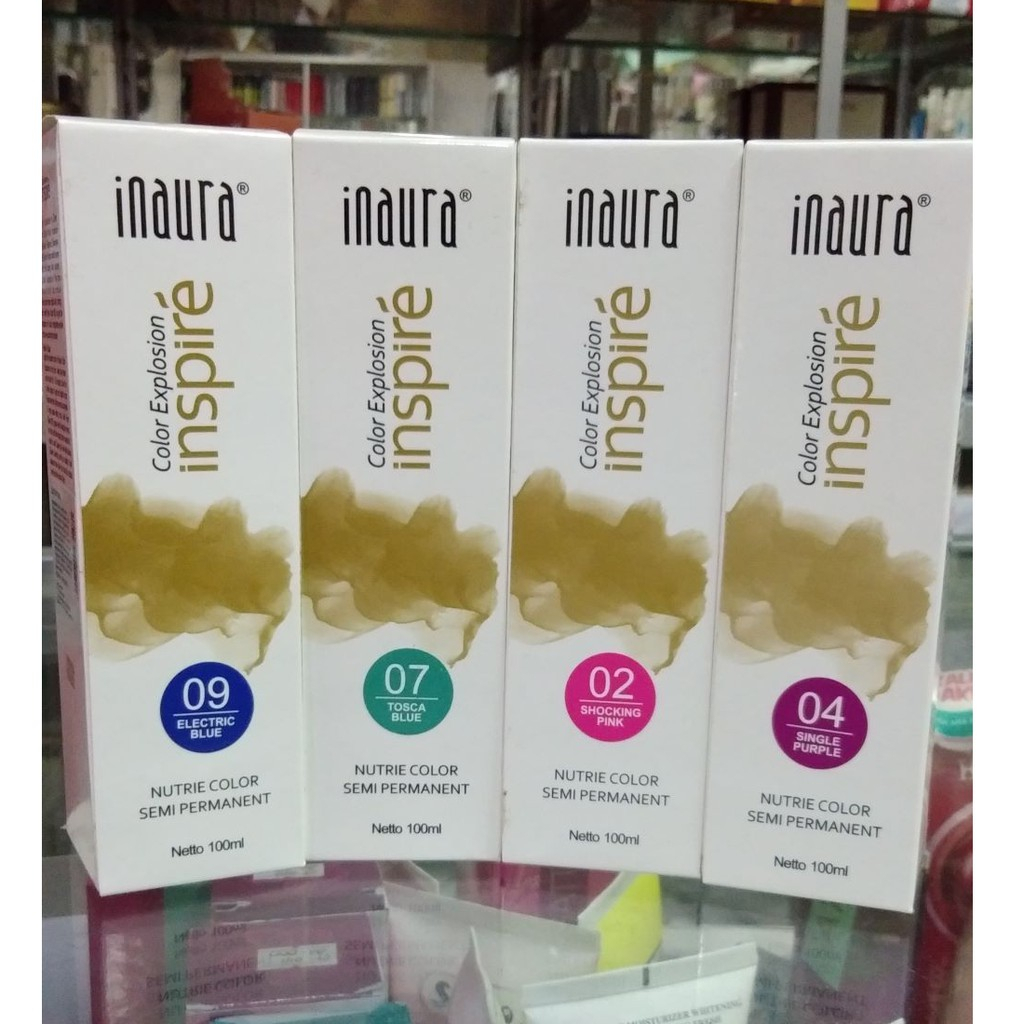 inaura®
Color Explosion
inspiré
09
ELECTRIC
BLUE
NUTRIE COLOR
SEMI PERMANENT
Netto 100ml
inaura®
Color Explosion
inspiré
07
TOSCA
BLUE
NUTRIE COLOR
SEMI PERMANENT
Netto 100ml
inaura®
Color Explosion
inspiré
02
SHOCKING
PINK
NUTRIE COLOR
SEMI PERMANENT
Netto 100ml
inaura®
Color Explosion
inspiré
04
SINGLE
PURPLE
NUTRIE COLOR
SEMI PERMANENT
Netto 100ml
MOISTURIZER WHITENING